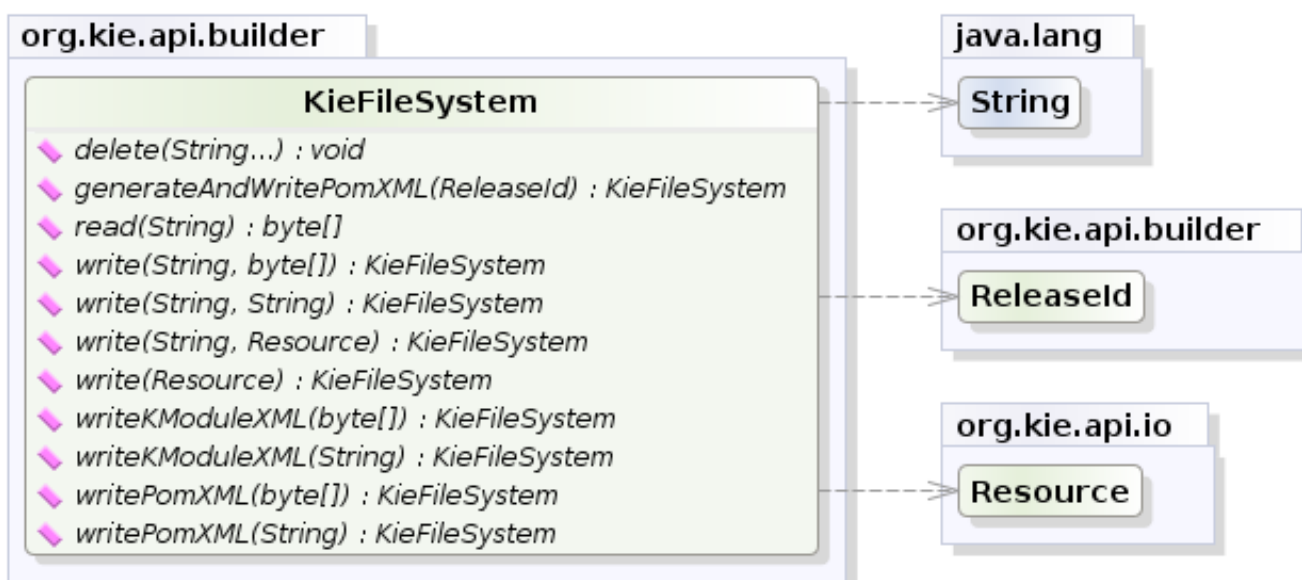 org.kie.api.builder
KieFileSystem
delete(String...) : void
generateAndWritePomXML(ReleaseId) : KieFileSystem
read(String) : byte[]
write(String, byte[]) : KieFileSystem
write(String, String) : KieFileSystem
write(String, Resource) : KieFileSystem
write(Resource) : KieFileSystem
writeKModuleXML(byte[]) : KieFileSystem
writeKModuleXML(String) : KieFileSystem
writePomXML(byte[]) : KieFileSystem
writePomXML(String) : KieFileSystem
java.lang
String
org.kie.api.builder
ReleaseId
org.kie.api.io
Resource